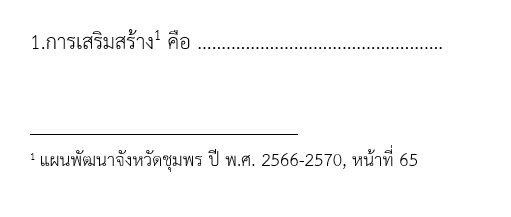 1.การเสริมสร้าง¹ คือ ...................................................
¹ แผนพัฒนาจังหวัดชุมพร ปี พ.ศ. 2566-2570, หน้าที่ 65